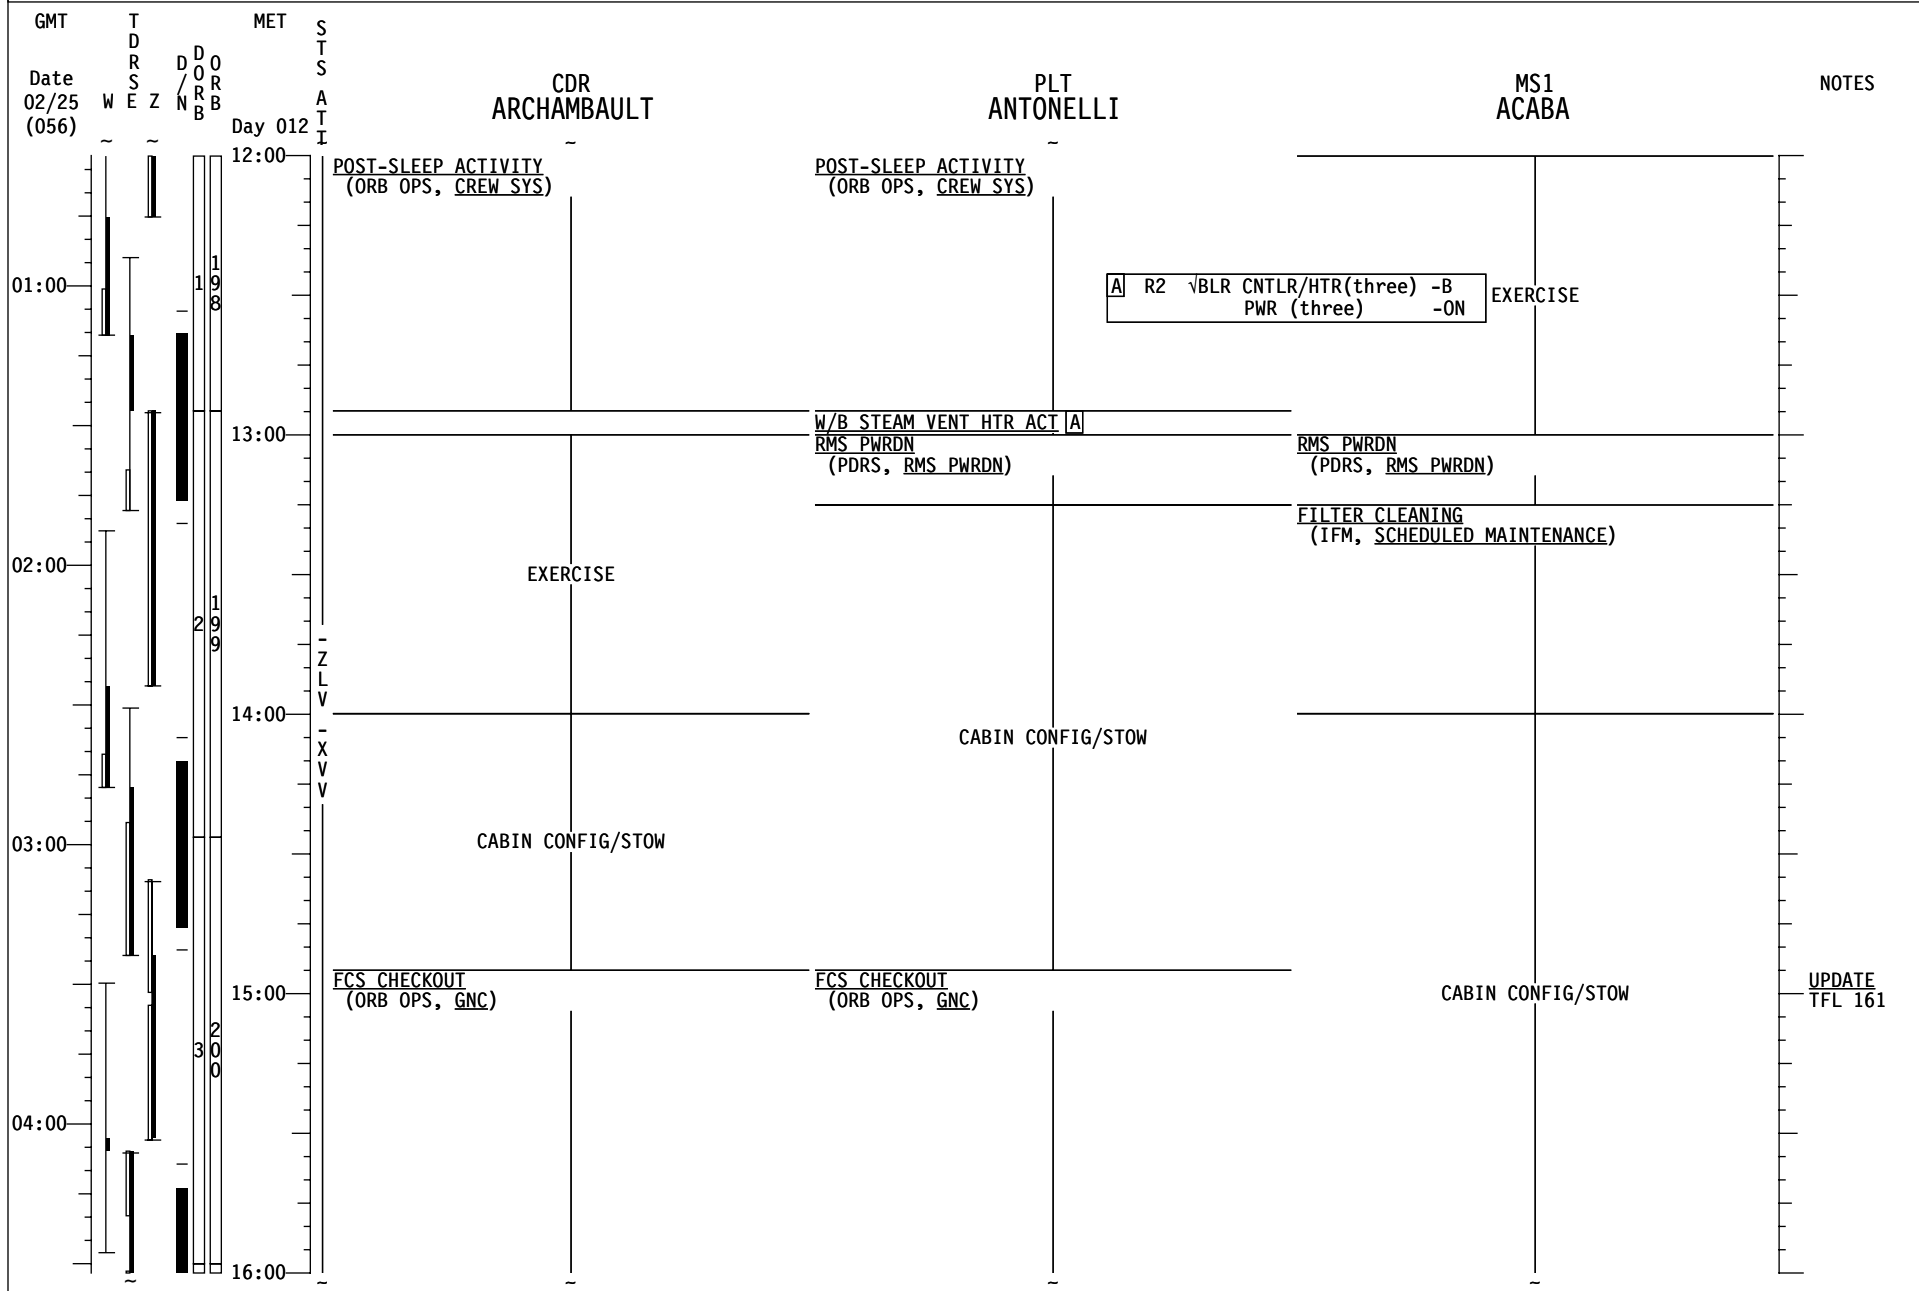 GMT
TDRS
MET
STS ATT
Date
02/25
(056)
W E Z
D/N
DORB
ORB
Day 012
CDR
ARCHAMBAULT
PLT
ANTONELLI
MS1
ACABA
NOTES
~ ~ ~ ~
12:00
POST-SLEEP ACTIVITY
(ORB OPS, CREW SYS)
POST-SLEEP ACTIVITY
(ORB OPS, CREW SYS)
01:00
1
198
A R2 √BLR CNTLR/HTR(three) -B
PWR (three) -ON
EXERCISE
W/B STEAM VENT HTR ACT A
13:00
RMS PWRDN
(PDRS, RMS PWRDN)
RMS PWRDN
(PDRS, RMS PWRDN)
FILTER CLEANING
(IFM, SCHEDULED MAINTENANCE)
02:00
EXERCISE
2
199
-ZLV -XVV
14:00
CABIN CONFIG/STOW
03:00
CABIN CONFIG/STOW
FCS CHECKOUT
(ORB OPS, GNC)
FCS CHECKOUT
(ORB OPS, GNC)
15:00
CABIN CONFIG/STOW
UPDATE
TFL 161
3
200
04:00
16:00
~ ~ ~ ~ ~